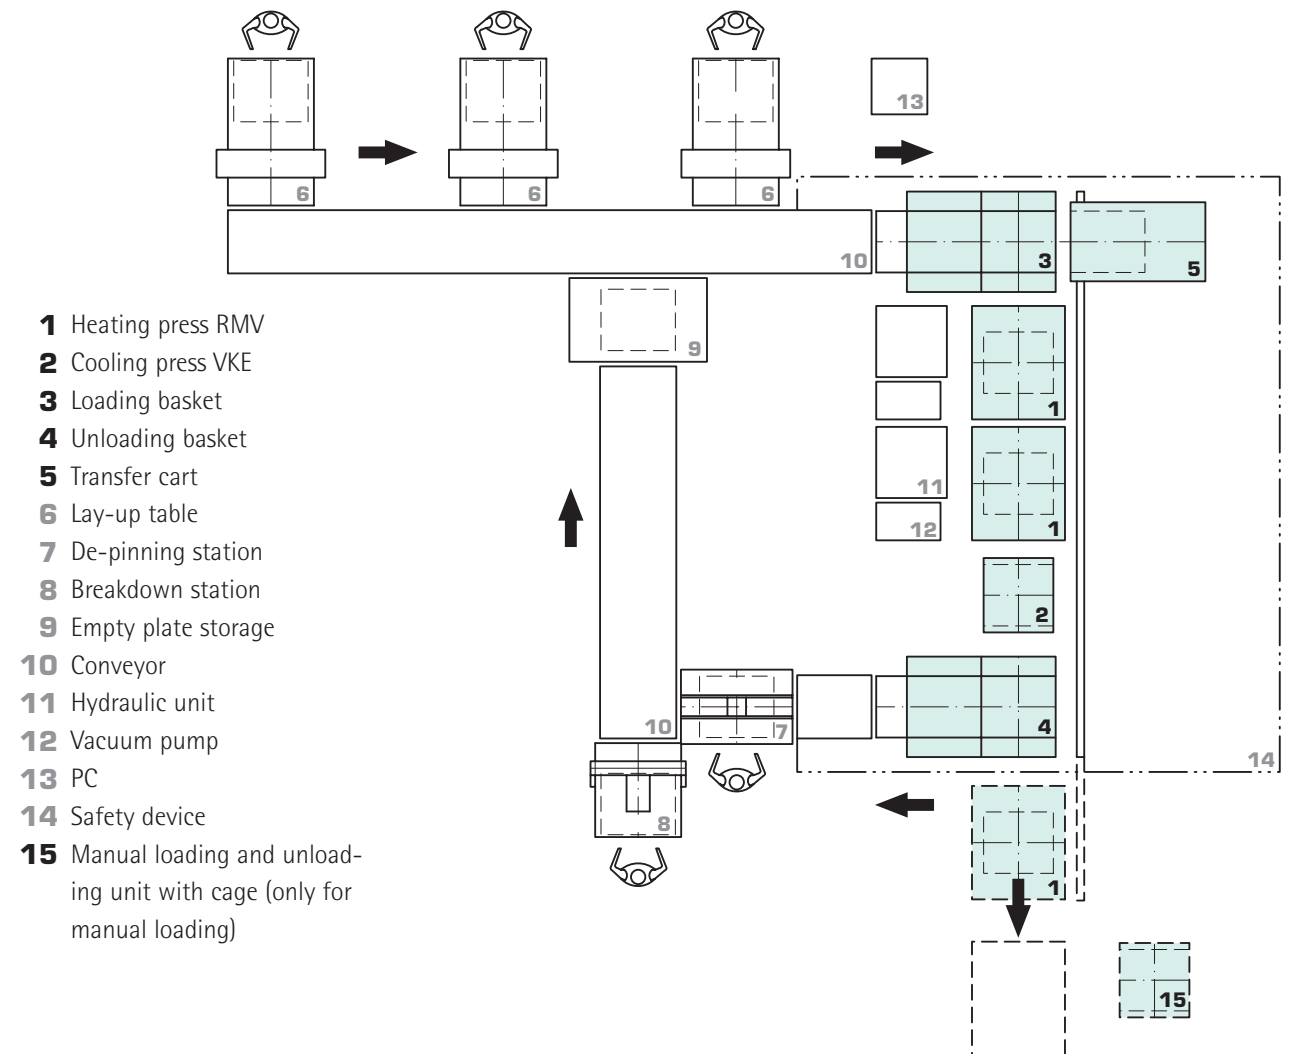 13
6
6
6
10
3
5
9
1
11
12
1
2
10
7
4
14
8
1
15
1 Heating press RMV
2 Cooling press VKE
3 Loading basket
4 Unloading basket
5 Transfer cart
6 Lay-up table
7 De-pinning station
8 Breakdown station
9 Empty plate storage
10 Conveyor
11 Hydraulic unit
12 Vacuum pump
13 PC
14 Safety device
15 Manual loading and unload-
ing unit with cage (only for
manual loading)